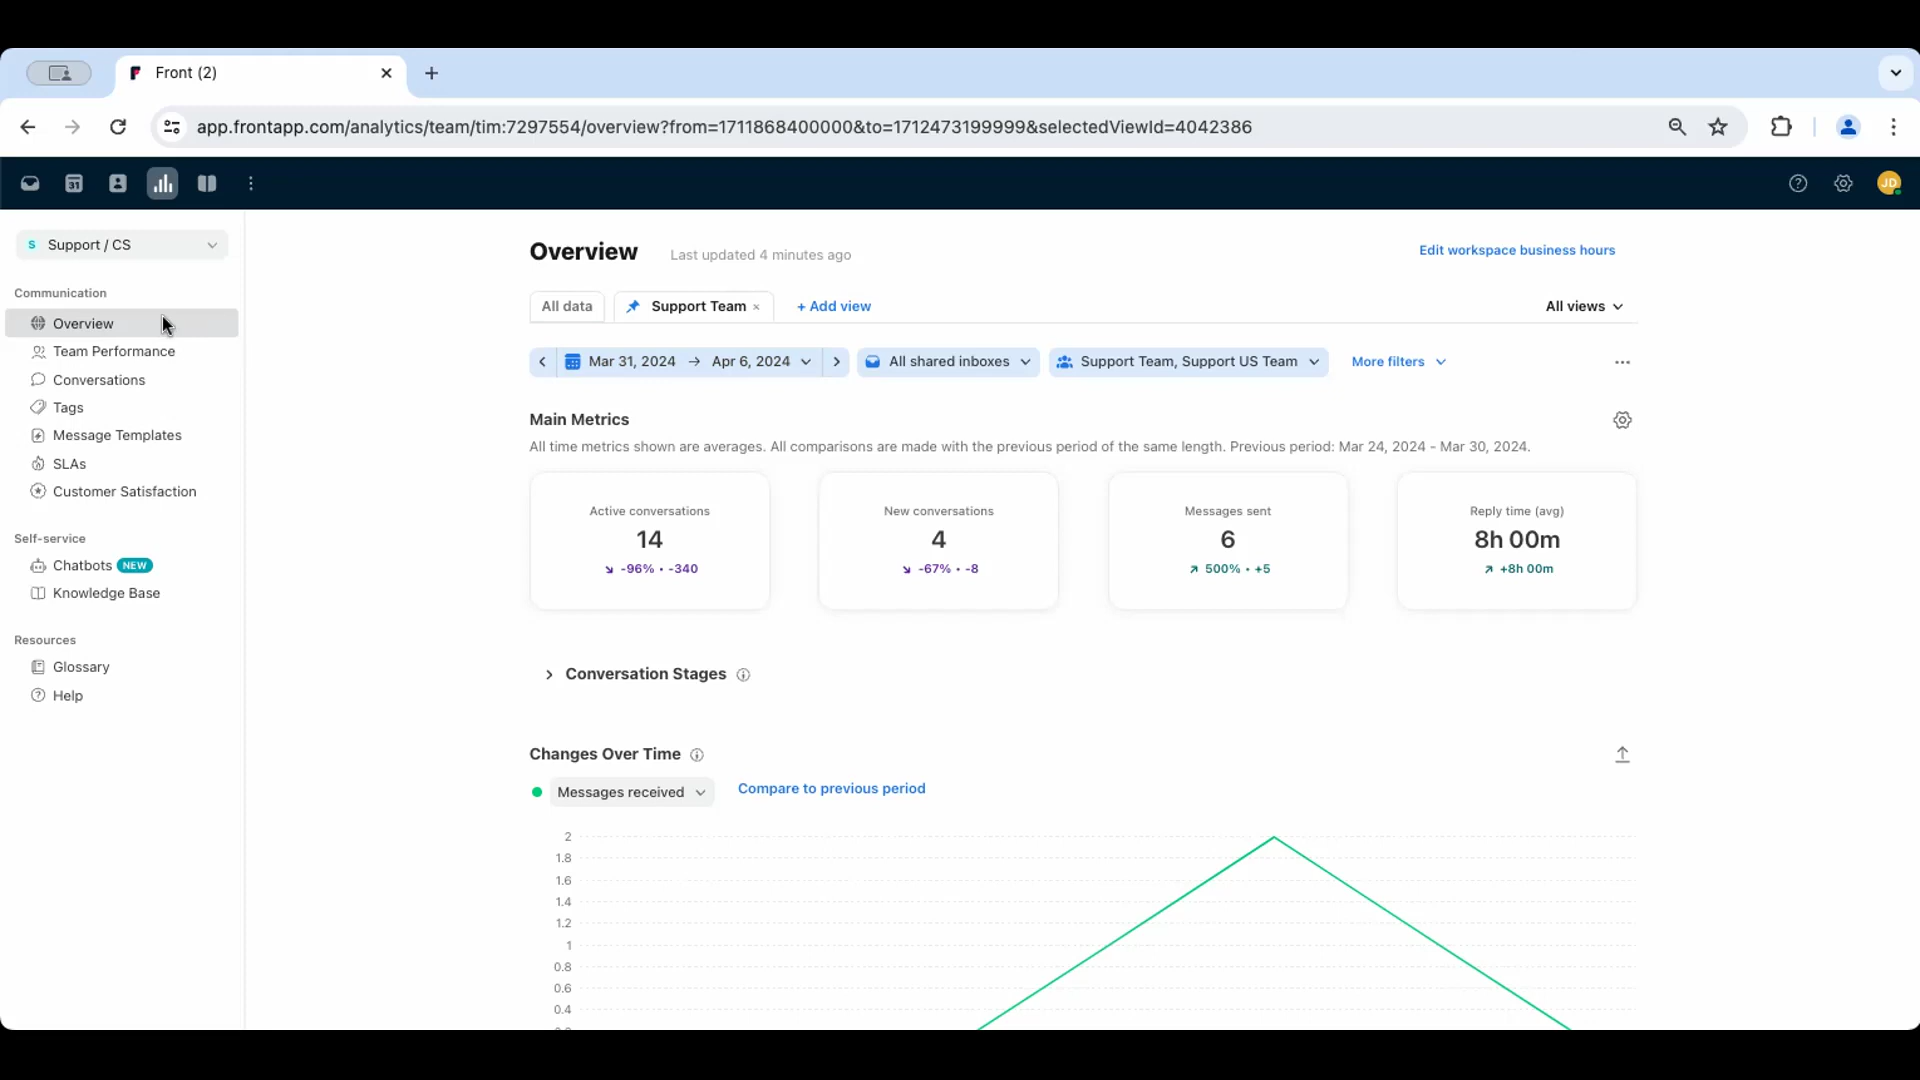 Front (2)
app.frontapp.com/analytics/team/tim:7297554/overview?from=1711868400000&to=1712473199999&selectedViewId=4042386
31
JD
S Support / CS
Communication
Overview
Team Performance
Conversations
Tags
Message Templates
SLAs
Customer Satisfaction
Self-service
Chatbots NEW
Knowledge Base
Resources
Glossary
Help
Overview Last updated 4 minutes ago
Edit workspace business hours
All data Support Team × + Add view All views
Mar 31, 2024 → Apr 6, 2024 All shared inboxes Support Team, Support US Team More filters
Main Metrics
All time metrics shown are averages. All comparisons are made with the previous period of the same length. Previous period: Mar 24, 2024 - Mar 30, 2024.
Active conversations
14
-96% • -340
New conversations
4
-67% • -8
Messages sent
6
500% • +5
Reply time (avg)
8h 00m
+8h 00m
Conversation Stages
Changes Over Time
Messages received Compare to previous period
2
1.8
1.6
1.4
1.2
1
0.8
0.6
0.4